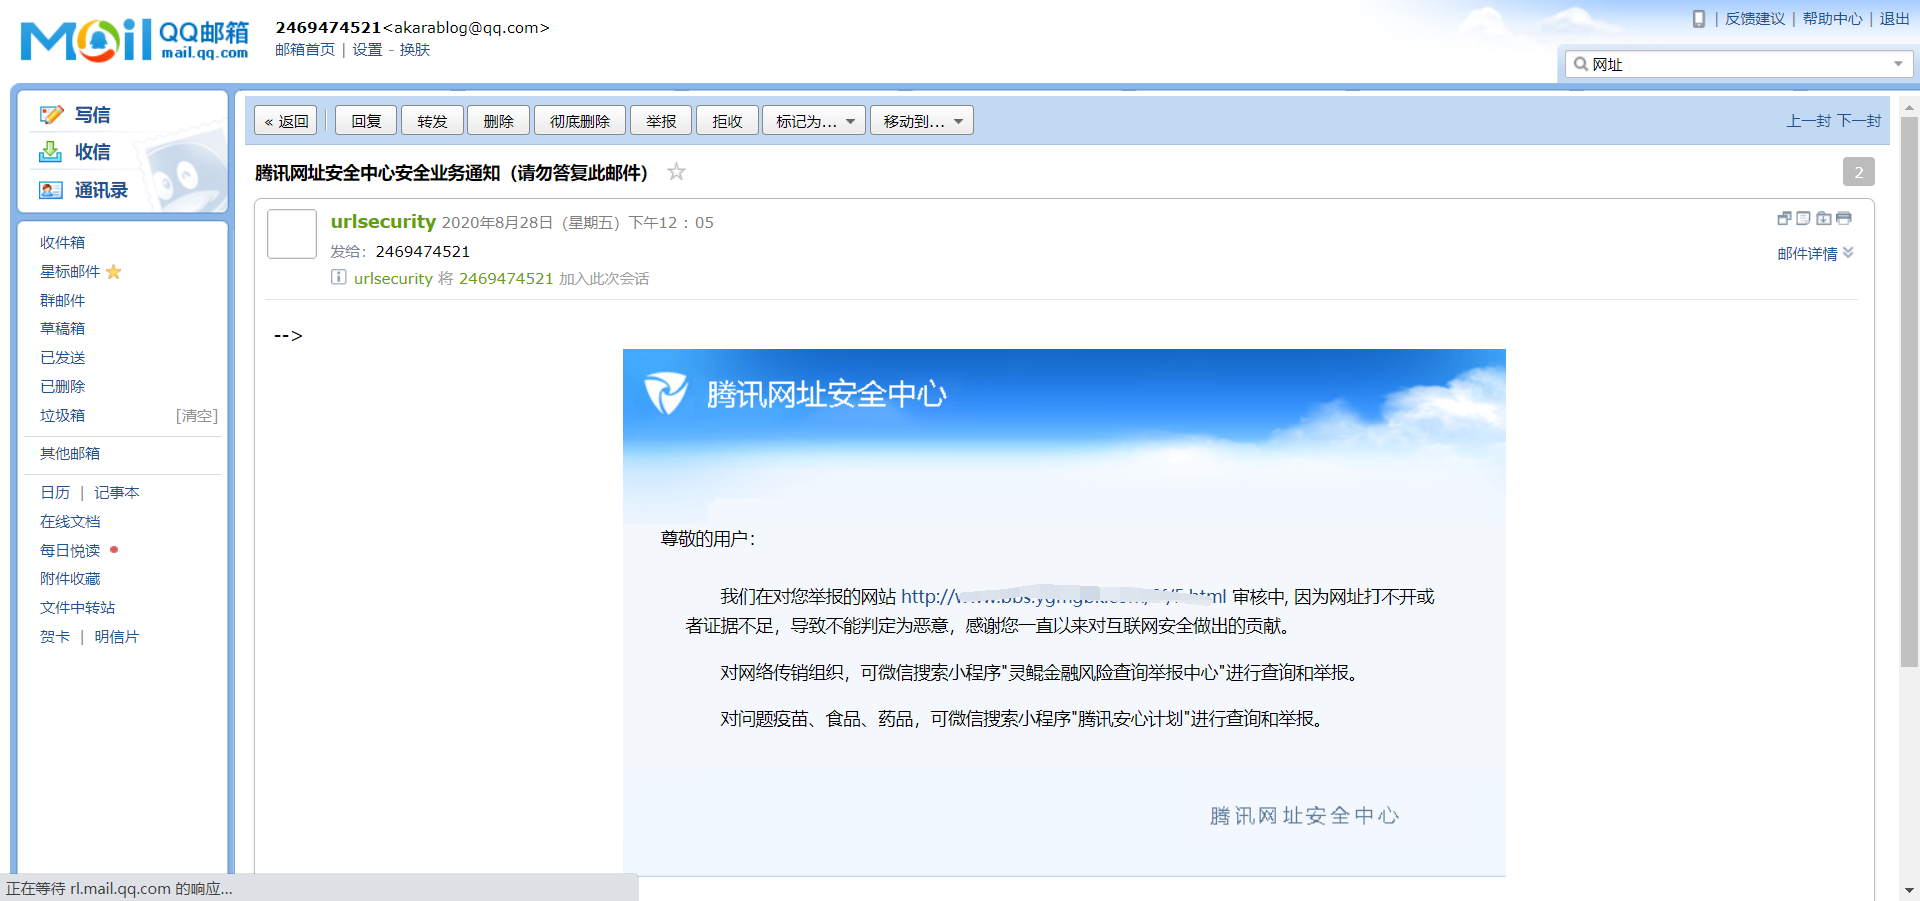 Mail QQ邮箱 mail.qq.com
2469474521<akarablog@qq.com>
邮箱首页 | 设置 - 换肤
| 反馈建议 | 帮助中心 | 退出
网址
写信
收信
通讯录
收件箱
星标邮件
群邮件
草稿箱
已发送
已删除
垃圾箱 [清空]
其他邮箱
日历 | 记事本
在线文档
每日悦读
附件收藏
文件中转站
贺卡 | 明信片
« 返回 回复 转发 删除 彻底删除 举报 拒收 标记为... 移动到... 上一封 下一封
腾讯网址安全中心安全业务通知（请勿答复此邮件） 2
urlsecurity 2020年8月28日（星期五）下午12：05
发给：2469474521 邮件详情
urlsecurity 将 2469474521 加入此次会话
-->
腾讯网址安全中心
尊敬的用户：
我们在对您举报的网站 http:// html 审核中, 因为网址打不开或
者证据不足，导致不能判定为恶意，感谢您一直以来对互联网安全做出的贡献。
对网络传销组织，可微信搜索小程序"灵鲲金融风险查询举报中心"进行查询和举报。
对问题疫苗、食品、药品，可微信搜索小程序"腾讯安心计划"进行查询和举报。
腾讯网址安全中心
正在等待 rl.mail.qq.com 的响应...